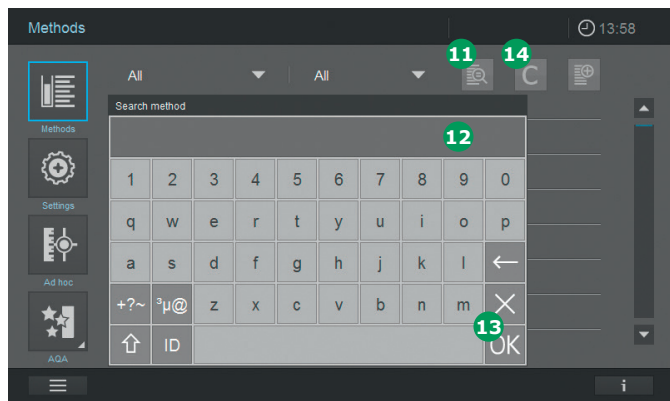 Methods 13:58
11 14
All All C
Search method
Methods
12
1 2 3 4 5 6 7 8 9 0
Settings
q w e r t y u i o p
a s d f g h j k l ←
Ad hoc
+?~ ³µ@ z x c v b n m X
13
ID OK
AQA
i